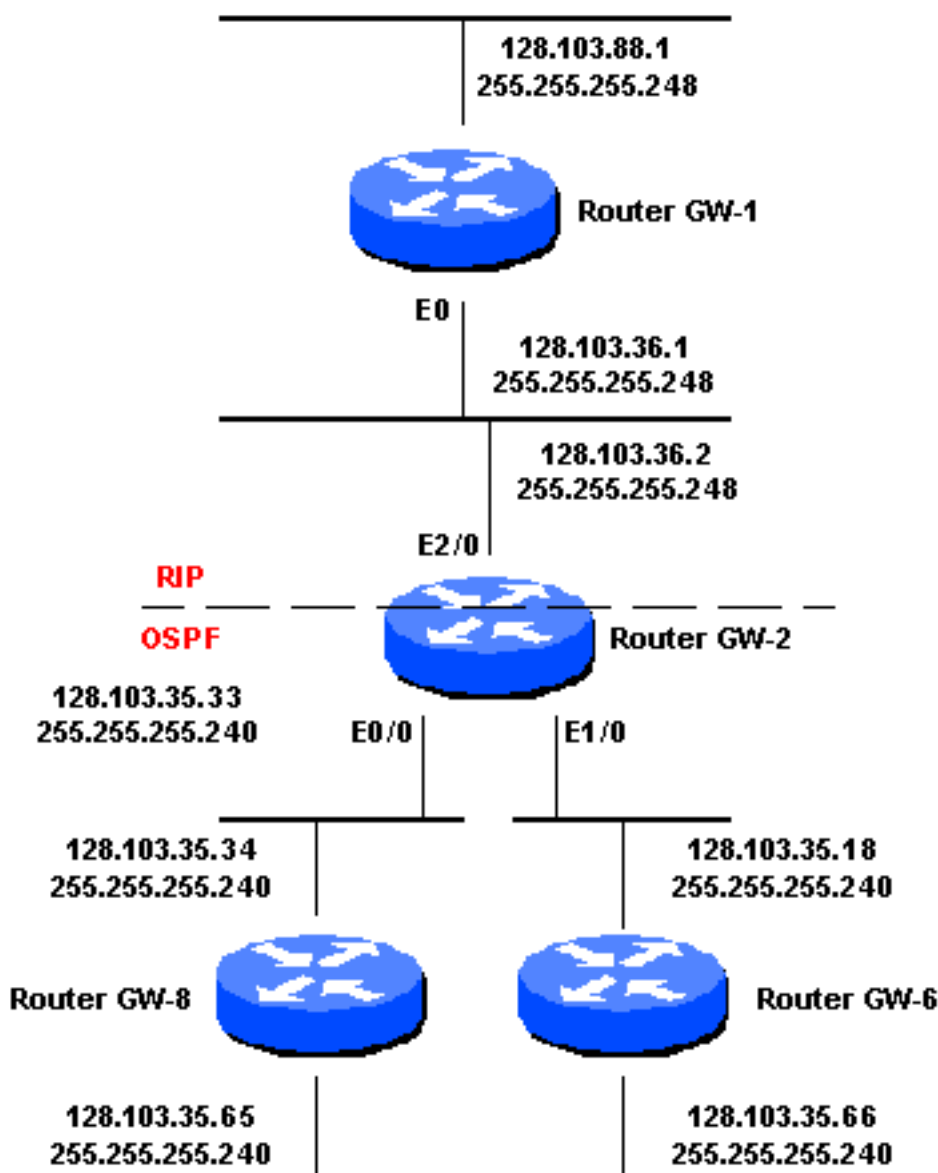 128.103.88.1
255.255.255.248
Router GW-1
E0
128.103.36.1
255.255.255.248
128.103.36.2
255.255.255.248
E2/0
RIP
OSPF
Router GW-2
128.103.35.33
255.255.255.240
E0/0
E1/0
128.103.35.34
255.255.255.240
128.103.35.18
255.255.255.240
Router GW-8
Router GW-6
128.103.35.65
255.255.255.240
128.103.35.66
255.255.255.240